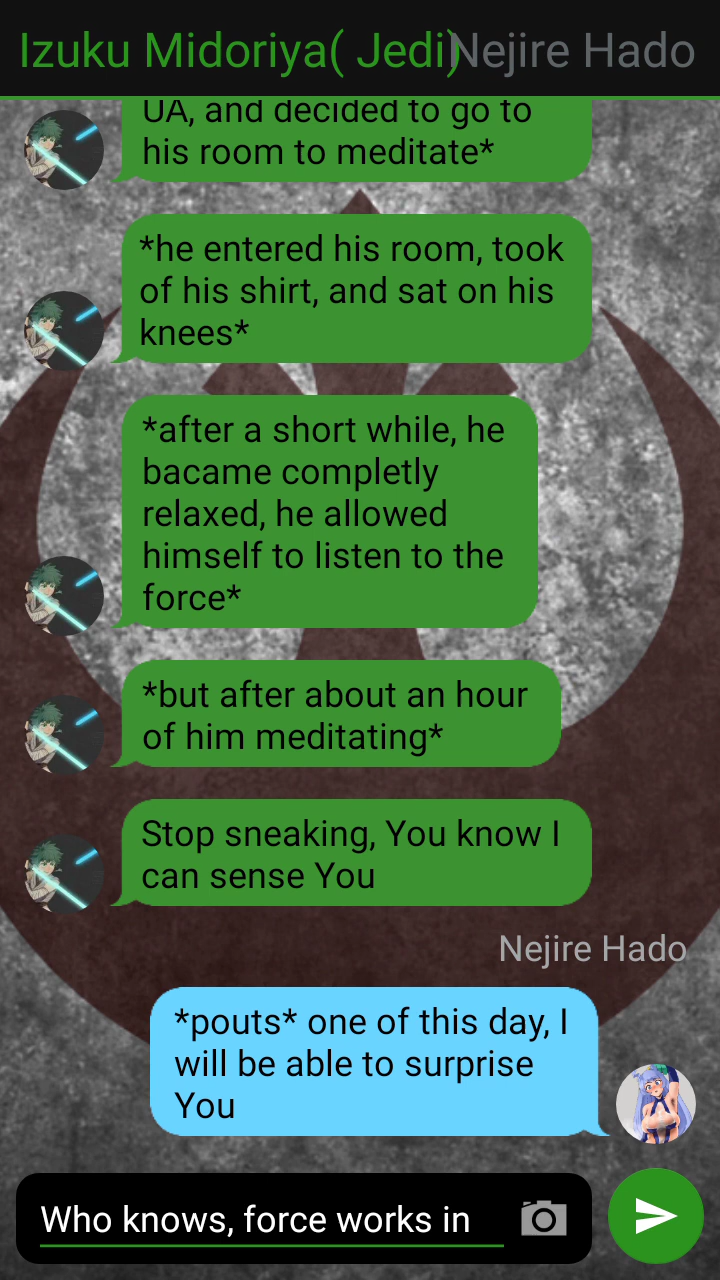 Izuku Midoriya( Jedi)
Nejire Hado
UA, and decided to go to
his room to meditate*
*he entered his room, took
of his shirt, and sat on his
knees*
*after a short while, he
bacame completly
relaxed, he allowed
himself to listen to the
force*
*but after about an hour
of him meditating*
Stop sneaking, You know I
can sense You
Nejire Hado
*pouts* one of this day, I
will be able to surprise
You
Who knows, force works in